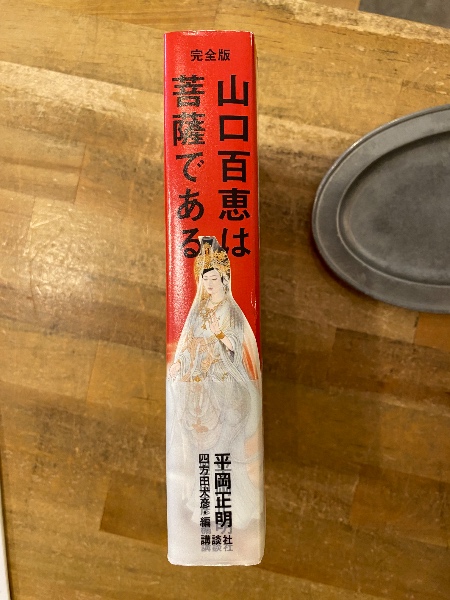 完全版
山口百恵は
菩薩である
平岡正明
四方田犬彦・編
講談社